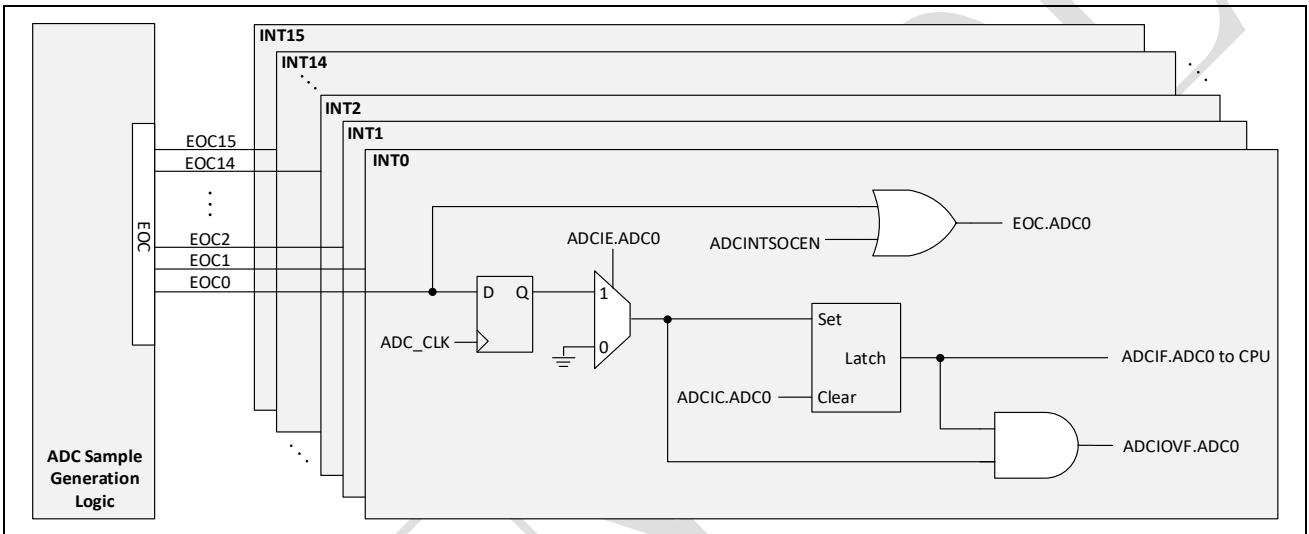 INT15
INT14
INT2
INT1
INT0
EOC15
EOC14
EOC
EOC2
EOC1
EOC0
ADCINTSOCEN
EOC.ADC0
ADCIE.ADC0
D Q
1
0
ADC_CLK
Set
Latch
Clear
ADCIC.ADC0
ADCIF.ADC0 to CPU
ADCIOVF.ADC0
ADC Sample
Generation
Logic